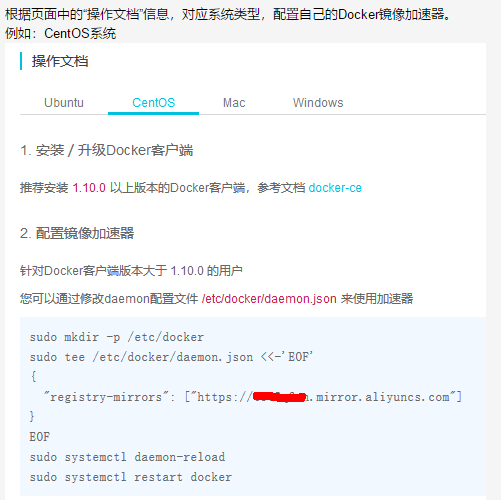 根据页面中的“操作文档”信息，对应系统类型，配置自己的Docker镜像加速器。
例如：CentOS系统
操作文档
Ubuntu CentOS Mac Windows
1. 安装 / 升级Docker客户端
推荐安装 1.10.0 以上版本的Docker客户端，参考文档 docker-ce
2. 配置镜像加速器
针对Docker客户端版本大于 1.10.0 的用户
您可以通过修改daemon配置文件 /etc/docker/daemon.json 来使用加速器
sudo mkdir -p /etc/docker
sudo tee /etc/docker/daemon.json <<-'EOF'
{
"registry-mirrors": ["https://.mirror.aliyuncs.com"]
}
EOF
sudo systemctl daemon-reload
sudo systemctl restart docker